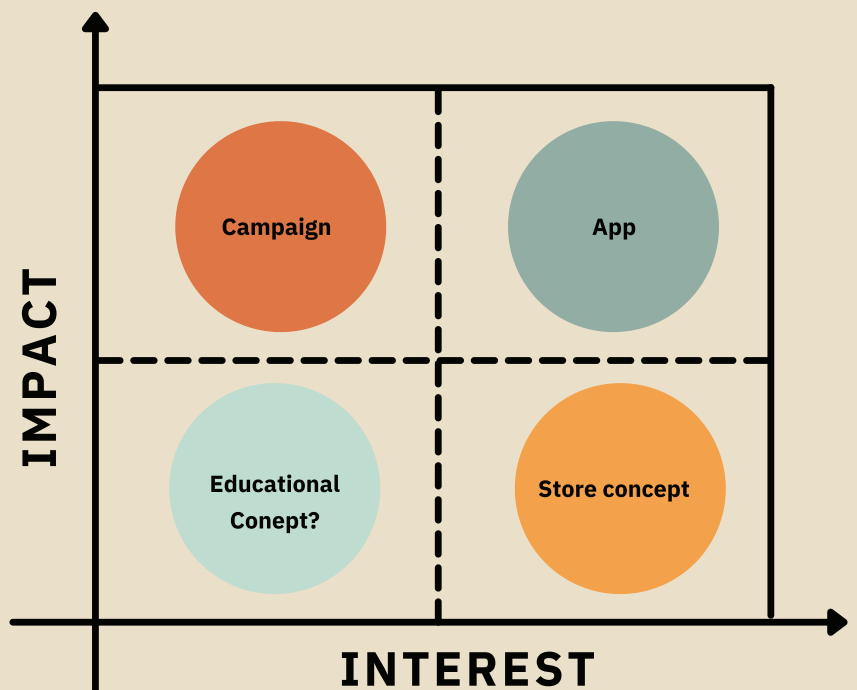 Campaign
App
IMPACT
Educational
Conept?
Store concept
INTEREST